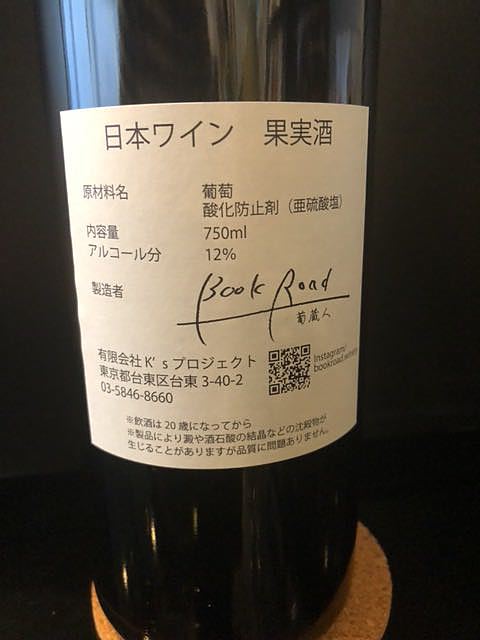 日本ワイン　果実酒
原材料名　葡萄
酸化防止剤（亜硫酸塩）
内容量　750ml
アルコール分　12%
製造者　Book Road
葡蔵人
有限会社K's プロジェクト
東京都台東区台東 3-40-2
03-5846-8660
Instagram/
bookroad.winery
※飲酒は20歳になってから
※製品により澱や酒石酸の結晶などの沈殿物が
生じることがありますが品質に問題ありません。